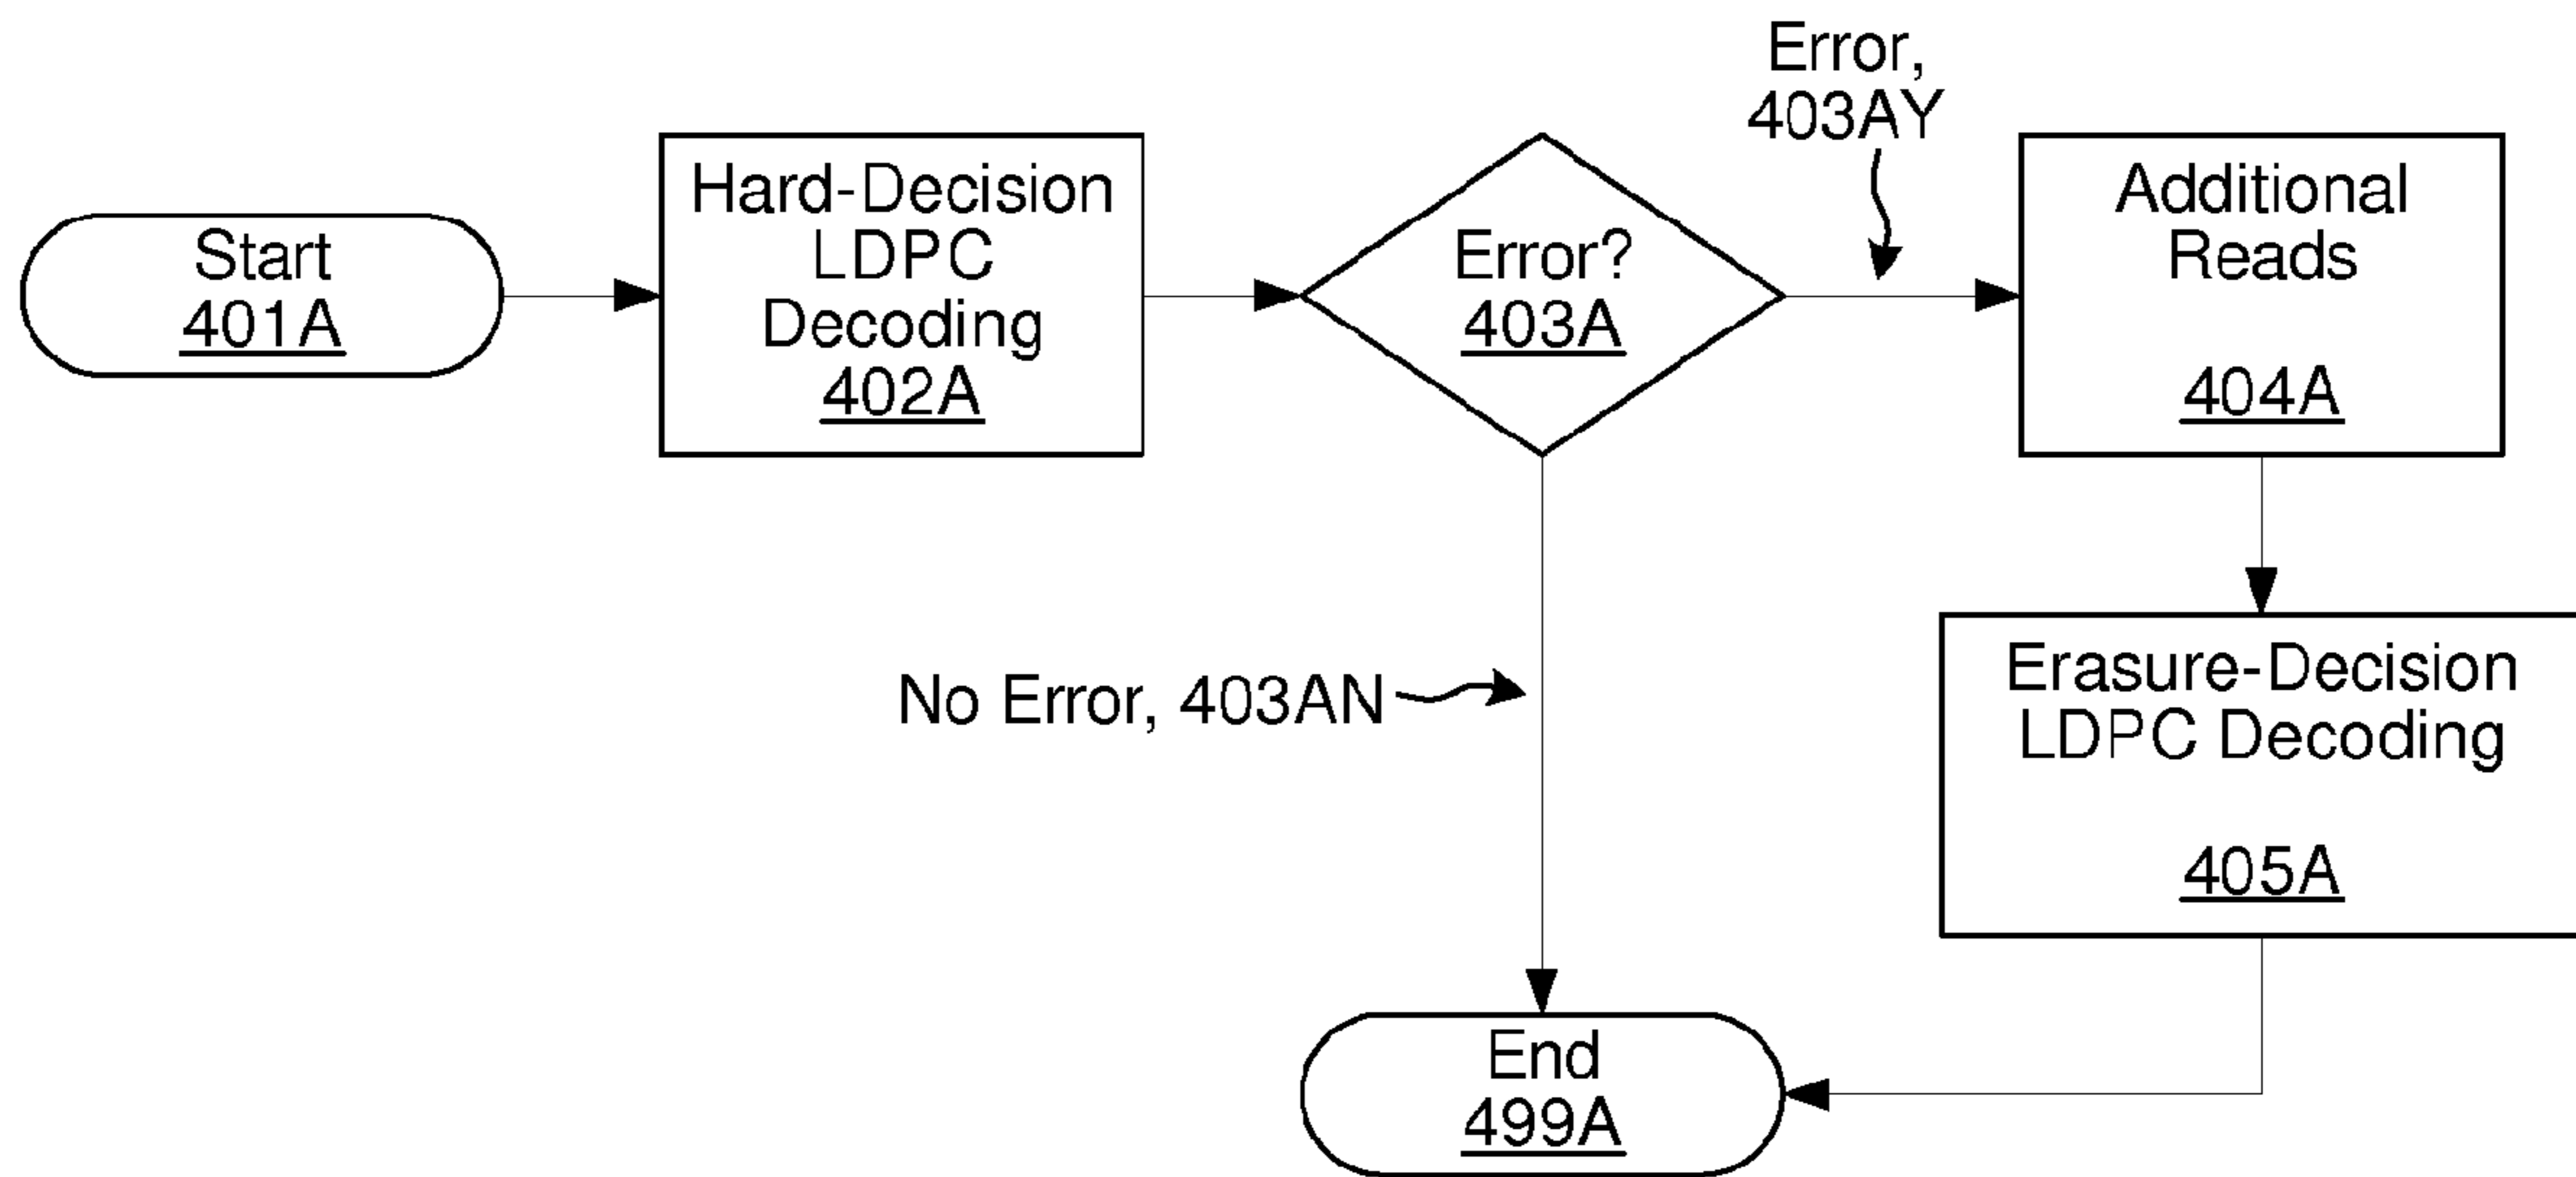 Start
401A
Hard-Decision
LDPC
Decoding
402A
Error?
403A
Error,
403AY
Additional
Reads
404A
No Error, 403AN
Erasure-Decision
LDPC Decoding
405A
End
499A